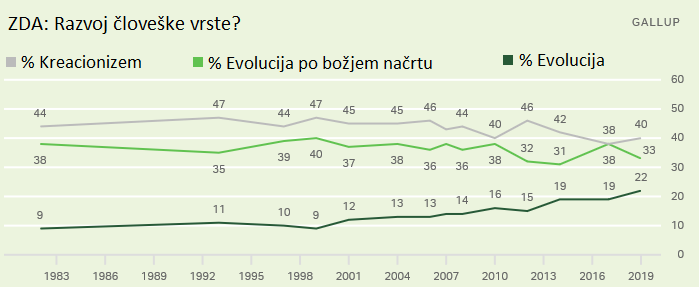 ZDA: Razvoj človeške vrste?
GALLUP
% Kreacionizem
% Evolucija po božjem načrtu
% Evolucija
60
50
40
30
20
10
0
44 47 44 47 45 45 46 44 40 46 42 38 40
38 35 39 40 37 38 36 36 38 32 31 38 33
9 11 10 9 12 13 13 14 16 15 19 19 22
1983 1986 1989 1992 1995 1998 2001 2004 2007 2010 2013 2016 2019